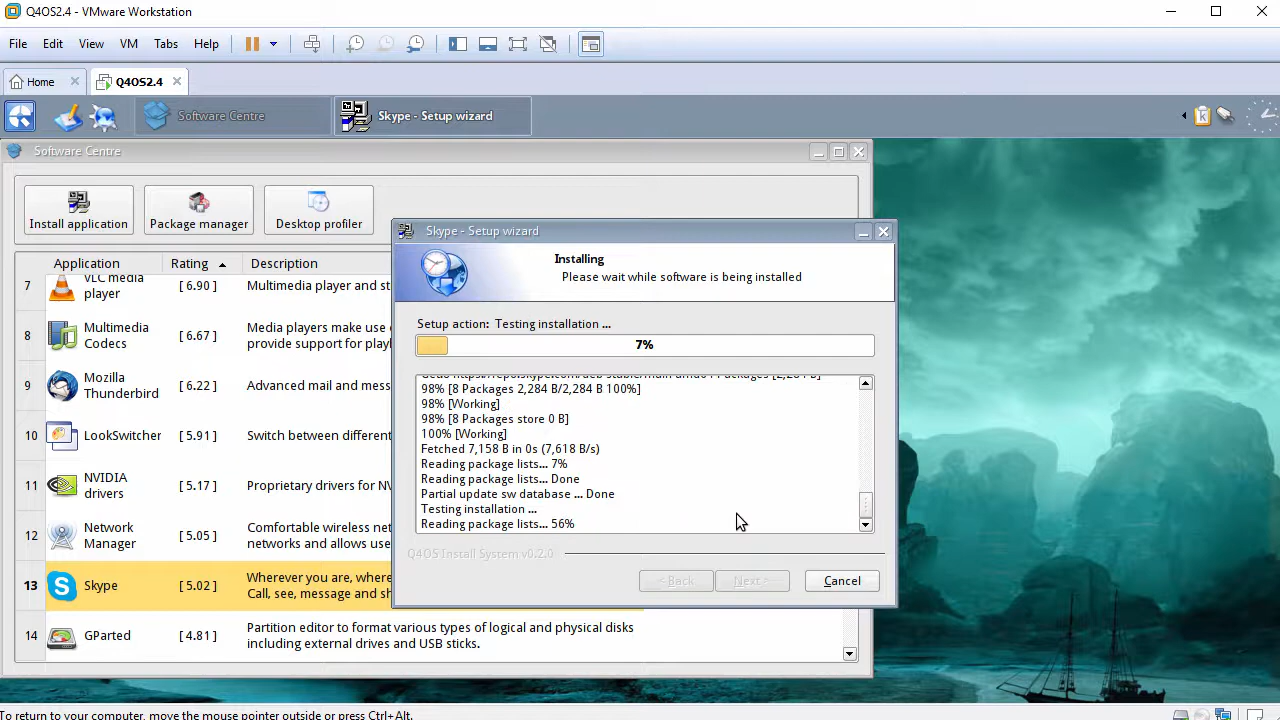 Q4OS2.4 - VMware Workstation
File Edit View VM Tabs Help
Home Q4OS2.4
Software Centre Skype - Setup wizard
Software Centre
Install application Package manager Desktop profiler
Application Rating Description
7 VLC media player [ 6.90 ] Multimedia player and st
8 Multimedia Codecs [ 6.67 ] Media players make use
provide support for play
9 Mozilla Thunderbird [ 6.22 ] Advanced mail and mess
10 LookSwitcher [ 5.91 ] Switch between different
11 NVIDIA drivers [ 5.17 ] Proprietary drivers for NV
12 Network Manager [ 5.05 ] Comfortable wireless net
networks and allows use
13 Skype [ 5.02 ] Wherever you are, where
Call, see, message and sh
14 GParted [ 4.81 ] Partition editor to format various types of logical and physical disks
including external drives and USB sticks.
Skype - Setup wizard
Installing
Please wait while software is being installed
Setup action: Testing installation ...
7%
98% [8 Packages 2,284 B/2,284 B 100%]
98% [Working]
98% [8 Packages store 0 B]
100% [Working]
Fetched 7,158 B in 0s (7,618 B/s)
Reading package lists... 7%
Reading package lists... Done
Partial update sw database ... Done
Testing installation ...
Reading package lists... 56%
Q4OS Install System v0.2.0
< Back Next > Cancel
To return to your computer, move the mouse pointer outside or press Ctrl+Alt.